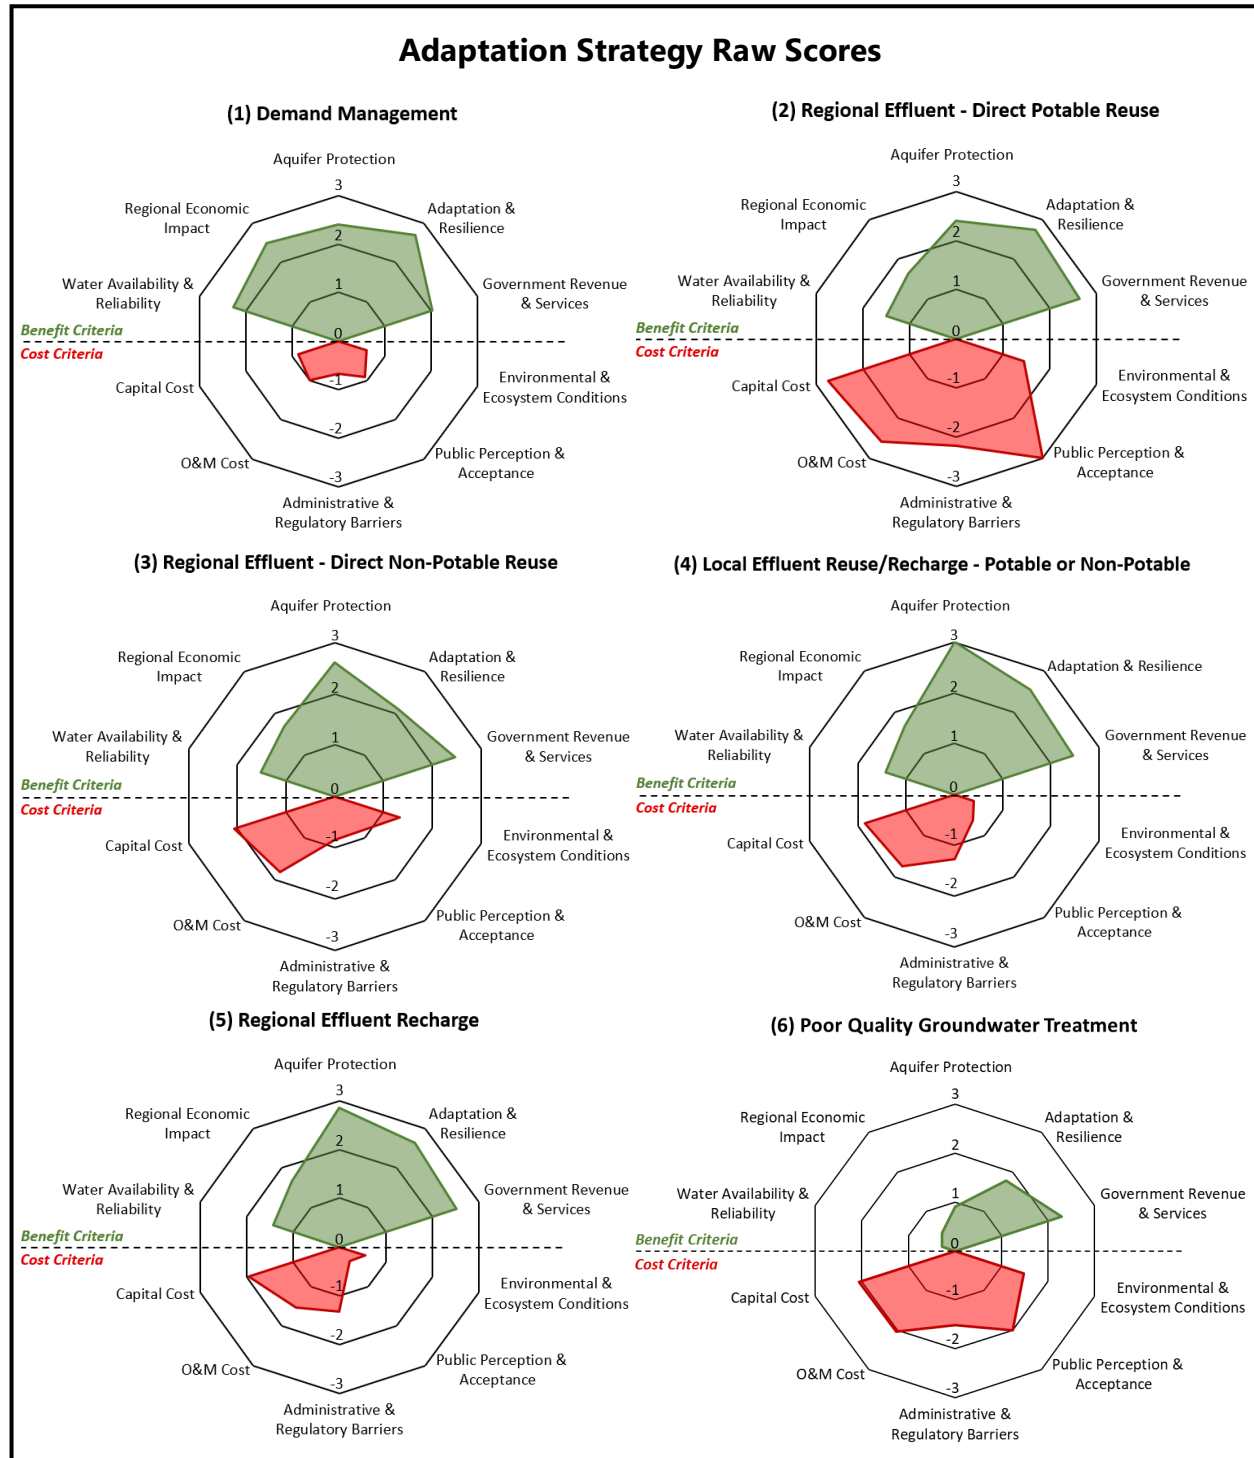 Adaptation Strategy Raw Scores
(1) Demand Management
Aquifer Protection
3
Regional Economic
Impact
Adaptation &
Resilience
2
Water Availability &
Reliability
Government Revenue
& Services
1
Benefit Criteria
0
Cost Criteria
Capital Cost
-1
Environmental &
Ecosystem Conditions
-2
O&M Cost
Public Perception &
Acceptance
-3
Administrative &
Regulatory Barriers
(2) Regional Effluent - Direct Potable Reuse
Aquifer Protection
3
Regional Economic
Impact
Adaptation &
Resilience
2
Water Availability &
Reliability
Government Revenue
& Services
1
Benefit Criteria
0
Cost Criteria
Capital Cost
-1
Environmental &
Ecosystem Conditions
-2
O&M Cost
Public Perception &
Acceptance
-3
Administrative &
Regulatory Barriers
(3) Regional Effluent - Direct Non-Potable Reuse
Aquifer Protection
3
Regional Economic
Impact
Adaptation &
Resilience
2
Water Availability &
Reliability
Government Revenue
& Services
1
Benefit Criteria
0
Cost Criteria
Capital Cost
-1
Environmental &
Ecosystem Conditions
-2
O&M Cost
Public Perception &
Acceptance
-3
Administrative &
Regulatory Barriers
(4) Local Effluent Reuse/Recharge - Potable or Non-Potable
Aquifer Protection
3
Regional Economic
Impact
Adaptation & Resilience
2
Water Availability &
Reliability
Government Revenue
& Services
1
Benefit Criteria
0
Cost Criteria
Capital Cost
-1
Environmental &
Ecosystem Conditions
-2
O&M Cost
Public Perception &
Acceptance
-3
Administrative &
Regulatory Barriers
(5) Regional Effluent Recharge
Aquifer Protection
3
Regional Economic
Impact
Adaptation &
Resilience
2
Water Availability &
Reliability
Government Revenue
& Services
1
Benefit Criteria
0
Cost Criteria
Capital Cost
-1
Environmental &
Ecosystem Conditions
-2
O&M Cost
Public Perception &
Acceptance
-3
Administrative &
Regulatory Barriers
(6) Poor Quality Groundwater Treatment
Aquifer Protection
3
Regional Economic
Impact
Adaptation &
Resilience
2
Water Availability &
Reliability
Government Revenue
& Services
1
Benefit Criteria
0
Cost Criteria
Capital Cost
-1
Environmental &
Ecosystem Conditions
-2
O&M Cost
Public Perception &
Acceptance
-3
Administrative &
Regulatory Barriers